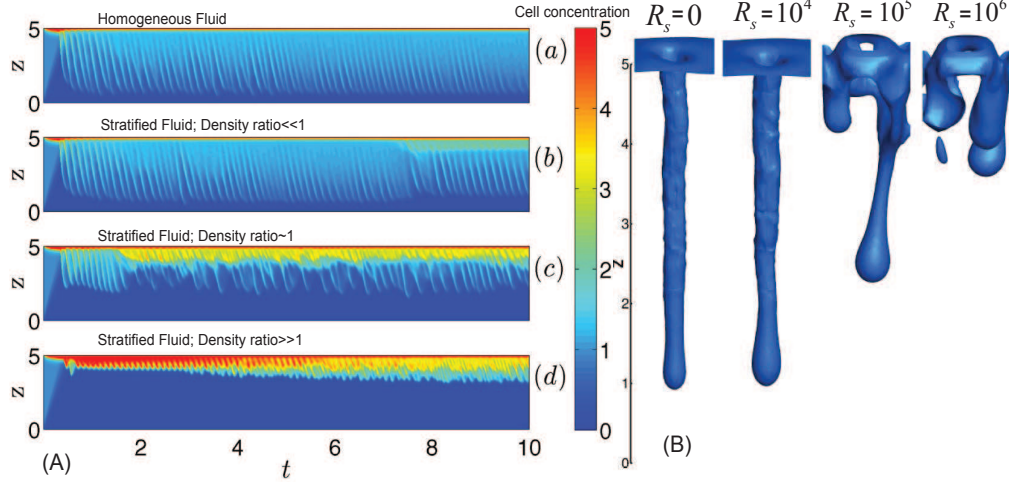 Homogeneous Fluid
z
5
0
(a)
Stratified Fluid; Density ratio<<1
z
5
0
(b)
Stratified Fluid; Density ratio~1
z
5
0
(c)
Stratified Fluid; Density ratio>>1
z
5
0
(d)
2
4
6
8
10
t
(A)
Cell concentration
5
4
3
2
1
0
R_s=0
R_s=10^4
R_s=10^5
R_s=10^6
5
4
3
2
z
5
1
0
(B)